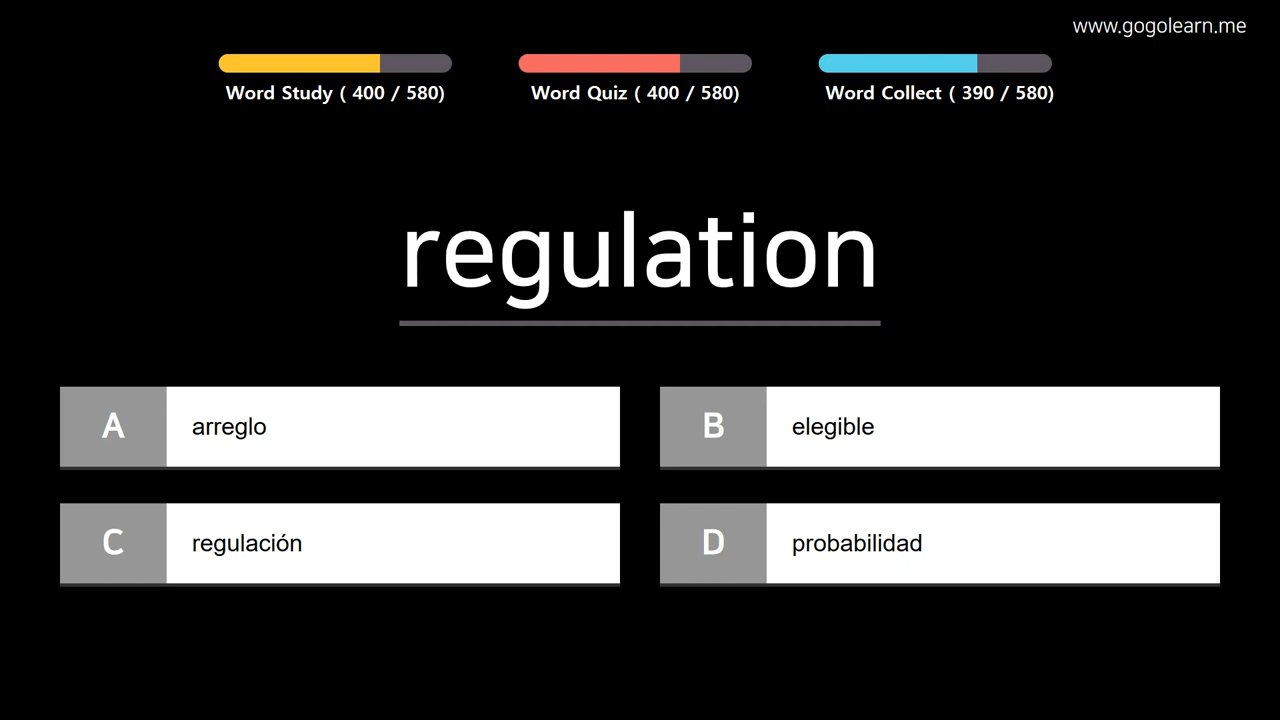 www.gogolearn.me
Word Study ( 400 / 580)
Word Quiz ( 400 / 580)
Word Collect ( 390 / 580)
regulation
A
arreglo
B
elegible
C
regulación
D
probabilidad